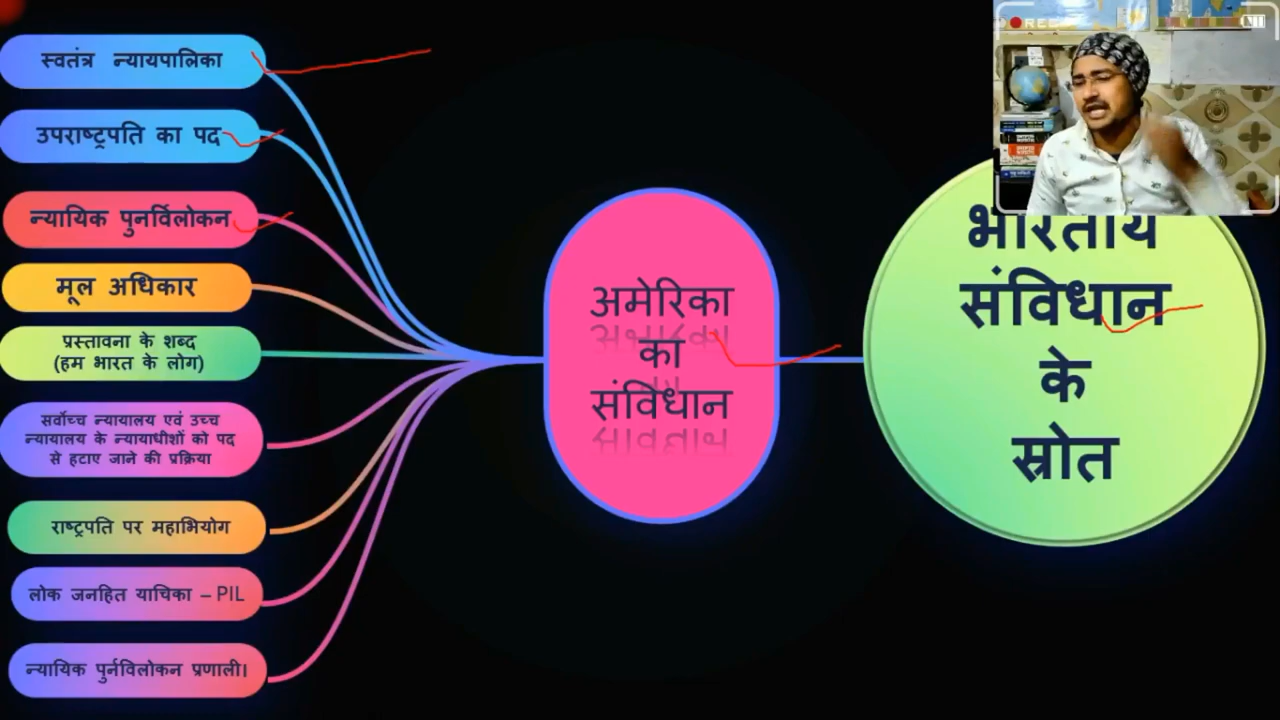 स्वतंत्र न्यायपालिका
उपराष्ट्रपति का पद
न्यायिक पुनर्विलोकन
मूल अधिकार
प्रस्तावना के शब्द
(हम भारत के लोग)
सर्वोच्च न्यायालय एवं उच्च
न्यायालय के न्यायाधीशों को पद
से हटाए जाने की प्रक्रिया
राष्ट्रपति पर महाभियोग
लोक जनहित याचिका – PIL
न्यायिक पुर्नविलोकन प्रणाली।
अमेरिका
का
संविधान
भारतीय
संविधान
के
स्रोत